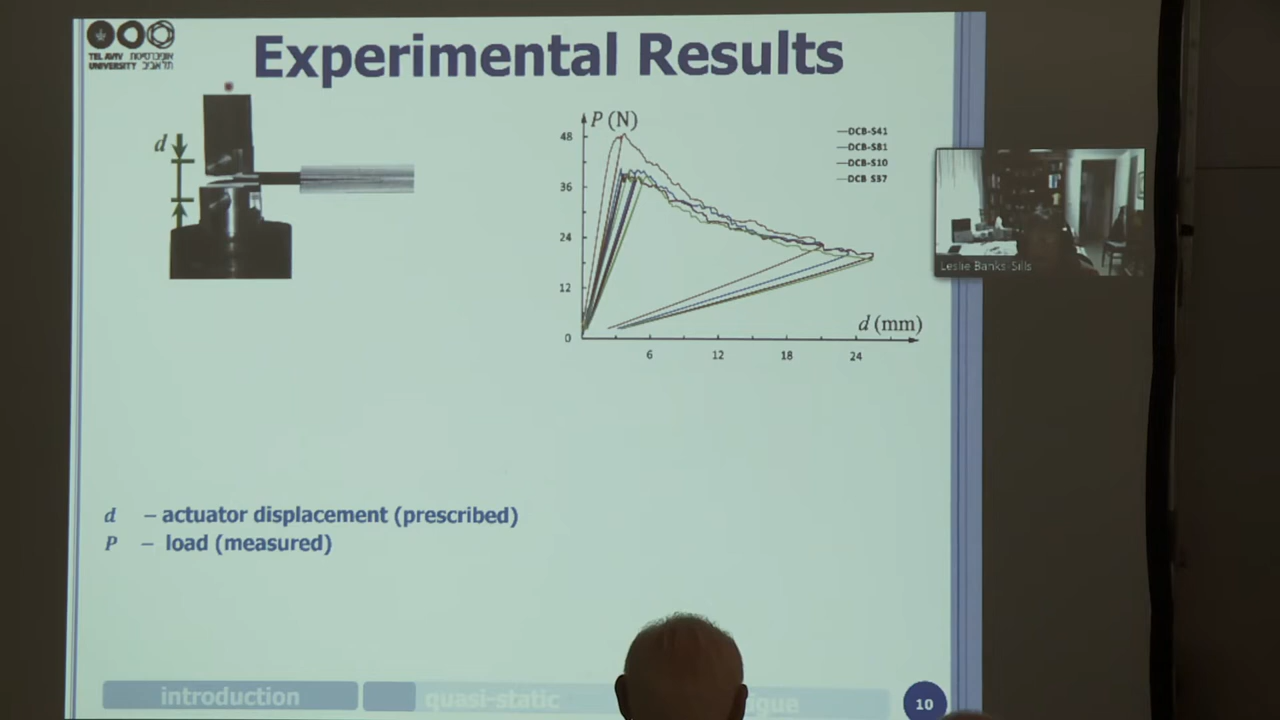 Experimental Results
TEL AVIV אוניברסיטת
UNIVERSITY תל אביב
d
P (N)
48
36
24
12
0
6
12
18
24
d (mm)
DCB-S41
DCB-S81
DCB-S10
DCB S37
Leslie Banks-Sills
d – actuator displacement (prescribed)
P – load (measured)
introduction
quasi-static
10